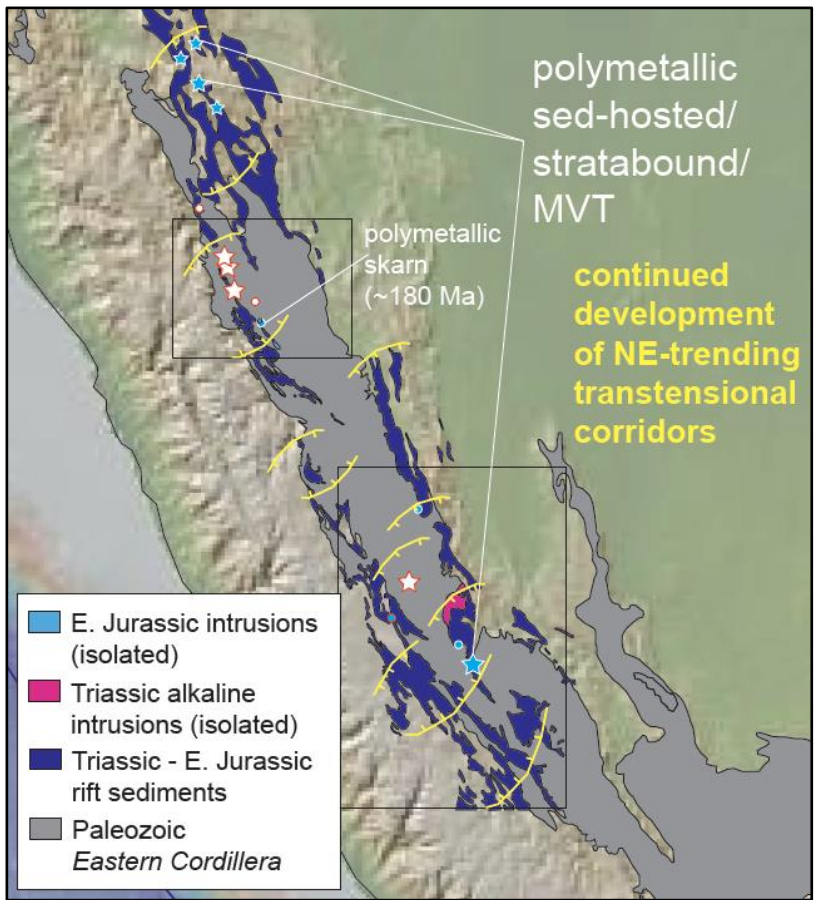 polymetallic
sed-hosted/
stratabound/
MVT
polymetallic
skarn
(~180 Ma)
continued
development
of NE-trending
transtensional
corridors
E. Jurassic intrusions
(isolated)
Triassic alkaline
intrusions (isolated)
Triassic - E. Jurassic
rift sediments
Paleozoic
Eastern Cordillera